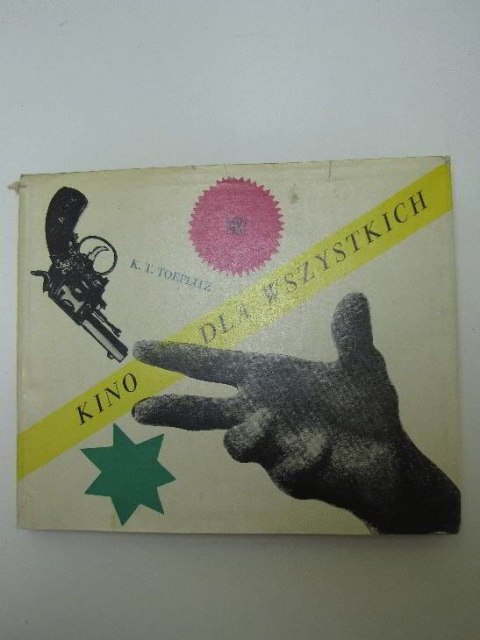 K. T. TOEPLITZ
KINO DLA WSZYSTKICH